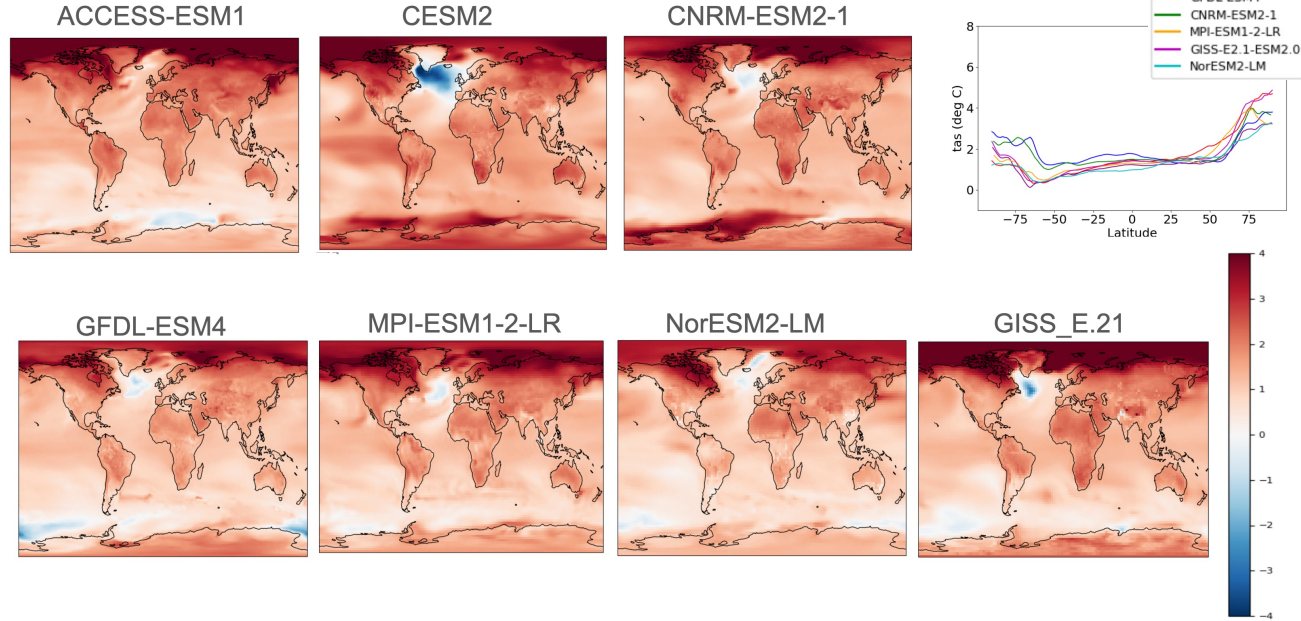 ACCESS-ESM1
CESM2
CNRM-ESM2-1
CNRM-ESM2-1
MPI-ESM1-2-LR
GISS-E2.1-ESM2.0
NorESM2-LM
8
6
4
2
0
tas (deg C)
−75 −50 −25 0 25 50 75
Latitude
GFDL-ESM4
MPI-ESM1-2-LR
NorESM2-LM
GISS_E.21
4
3
2
1
0
−1
−2
−3
−4